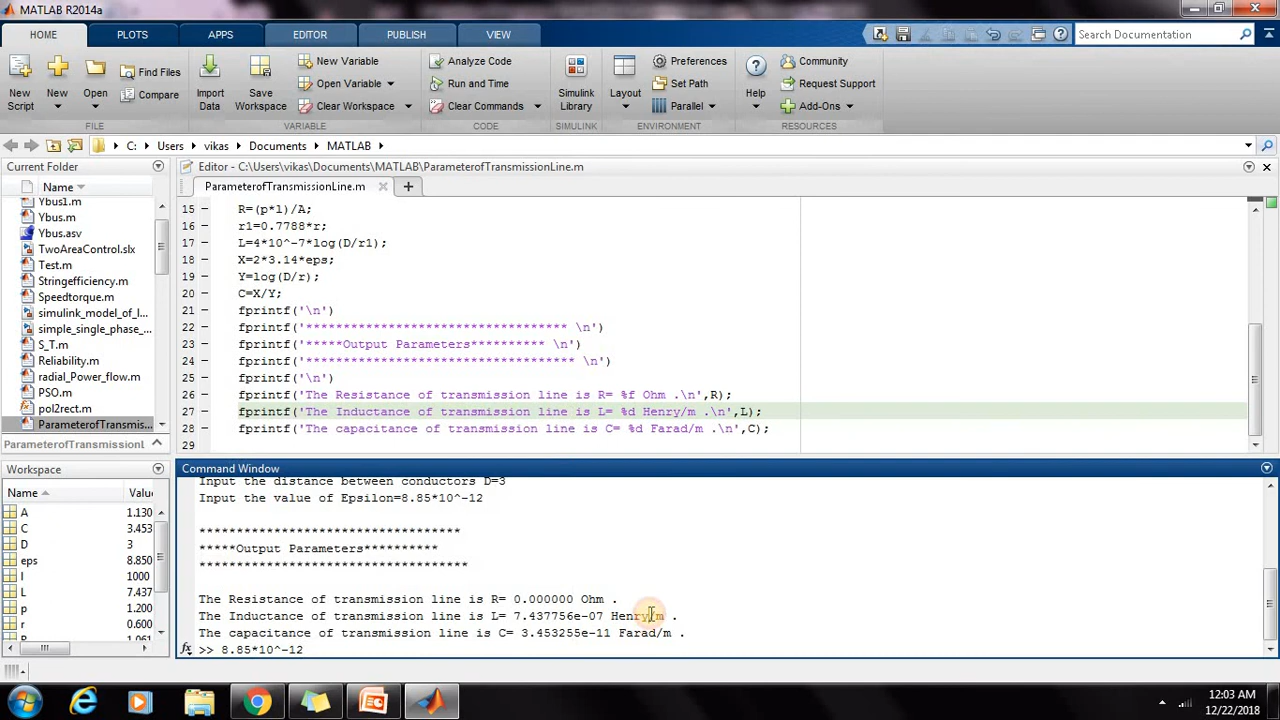 MATLAB R2014a
HOME PLOTS APPS EDITOR PUBLISH VIEW Search Documentation
New Script New Open Find Files Compare Import Data Save Workspace New Variable Open Variable Clear Workspace Analyze Code Run and Time Clear Commands Simulink Library Layout Preferences Set Path Parallel Help Community Request Support Add-Ons
FILE VARIABLE CODE SIMULINK ENVIRONMENT RESOURCES
C: Users vikas Documents MATLAB
Current Folder
Name
Ybus1.m
Ybus.m
Ybus.asv
TwoAreaControl.slx
Test.m
Stringefficiency.m
Speedtorque.m
simulink_model_of_l...
simple_single_phase_...
S_T.m
Reliability.m
radial_Power_flow.m
PSO.m
pol2rect.m
ParameterofTransmis...
ParameterofTransmissionl
Workspace
Name Value
A 1.130
C 3.453
D 3
eps 8.850
l 1000
L 7.437
p 1.200
r 0.600
R 1.061
Editor - C:\Users\vikas\Documents\MATLAB\ParameterofTransmissionLine.m
ParameterofTransmissionLine.m
15 - R=(p*l)/A;
16 - r1=0.7788*r;
17 - L=4*10^-7*log(D/r1);
18 - X=2*3.14*eps;
19 - Y=log(D/r);
20 - C=X/Y;
21 - fprintf('\n')
22 - fprintf('*********************************** \n')
23 - fprintf('*****Output Parameters********** \n')
24 - fprintf('************************************ \n')
25 - fprintf('\n')
26 - fprintf('The Resistance of transmission line is R= %f Ohm .\n',R);
27 - fprintf('The Inductance of transmission line is L= %d Henry/m .\n',L);
28 - fprintf('The capacitance of transmission line is C= %d Farad/m .\n',C);
29
Command Window
Input the distance between conductors D=3
Input the value of Epsilon=8.85*10^-12
***********************************
*****Output Parameters**********
************************************
The Resistance of transmission line is R= 0.000000 Ohm .
The Inductance of transmission line is L= 7.437756e-07 Henry/m .
The capacitance of transmission line is C= 3.453255e-11 Farad/m .
fx >> 8.85*10^-12
12:03 AM
12/22/2018